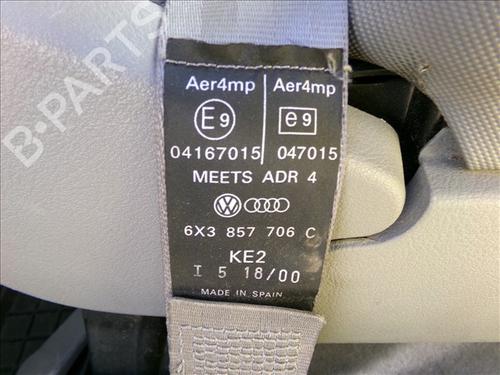 B-PARTS
Aer4mp Aer4mp
E9 e9
04167015 047015
MEETS ADR 4
6X3 857 706 C
KE2
I 5 18/00
MADE IN SPAIN